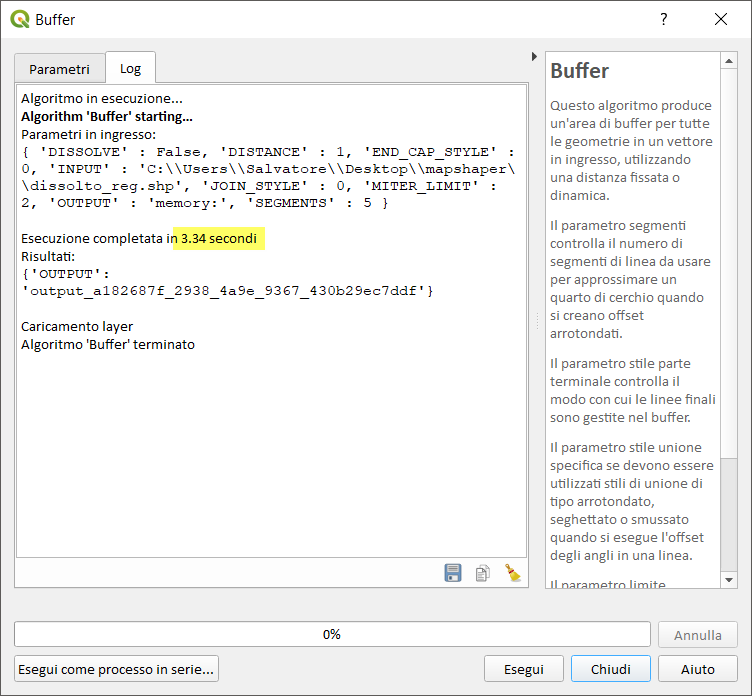 Buffer
Parametri
Log
Algoritmo in esecuzione...
Algorithm 'Buffer' starting...
Parametri in ingresso:
{ 'DISSOLVE' : False, 'DISTANCE' : 1, 'END_CAP_STYLE' :
0, 'INPUT' : 'C:\\Users\\Salvatore\\Desktop\\mapshaper\
\dissolto_reg.shp', 'JOIN_STYLE' : 0, 'MITER_LIMIT' :
2, 'OUTPUT' : 'memory:', 'SEGMENTS' : 5 }
Esecuzione completata in 3.34 secondi
Risultati:
{'OUTPUT':
'output_a182687f_2938_4a9e_9367_430b29ec7ddf'}
Caricamento layer
Algoritmo 'Buffer' terminato
Buffer
Questo algoritmo produce
un'area di buffer per tutte
le geometrie in un vettore
in ingresso, utilizzando
una distanza fissata o
dinamica.
Il parametro segmenti
controlla il numero di
segmenti di linea da usare
per approssimare un
quarto di cerchio quando
si creano offset
arrotondati.
Il parametro stile parte
terminale controlla il
modo con cui le linee finali
sono gestite nel buffer.
Il parametro stile unione
specifica se devono essere
utilizzati stili di unione di
tipo arrotondato,
seghettato o smussato
quando si esegue l'offset
degli angli in una linea.
Il parametro limite
0%
Annulla
Esegui come processo in serie...
Esegui
Chiudi
Aiuto